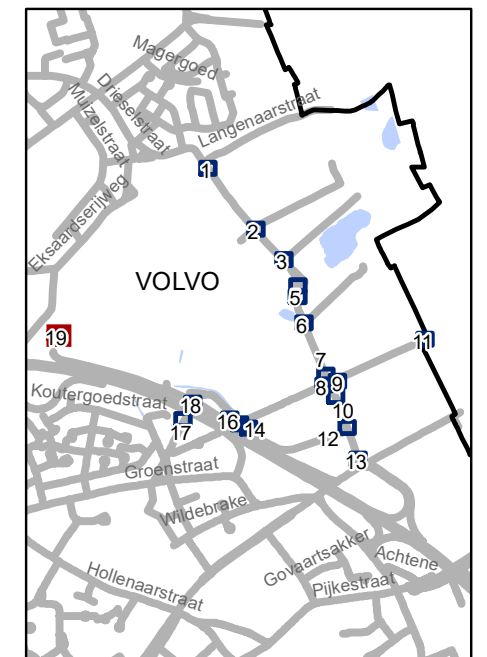 Magergoed
Drieselstraat
Muizelstraat
Langenaarstraat
1
Eksaardserijweg
2
3
VOLVO
5
6
19
11
7
8 9
Koutergoedstraat
18
10
16
14
17
12
13
Groenstraat
Wildebrake
Govaartsakker
Achtene
Hollenaarstraat
Pijkestraat